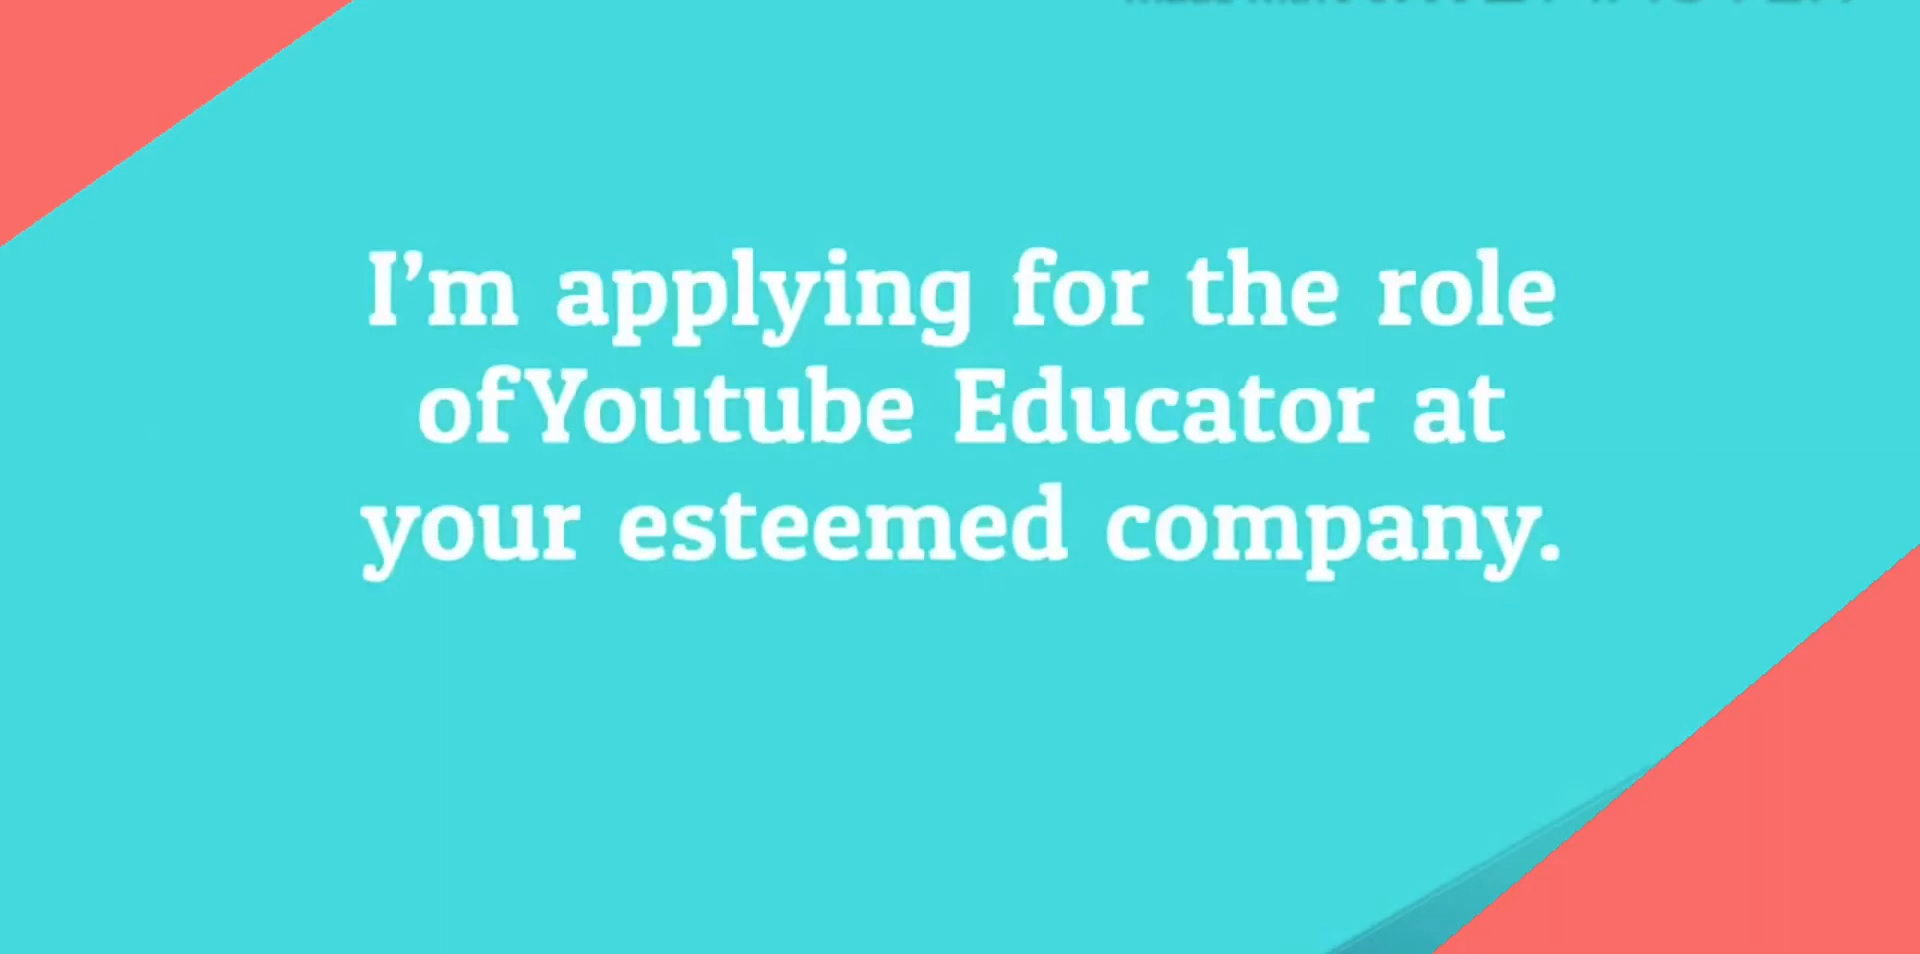 I’m applying for the role
ofYoutube Educator at
your esteemed company.